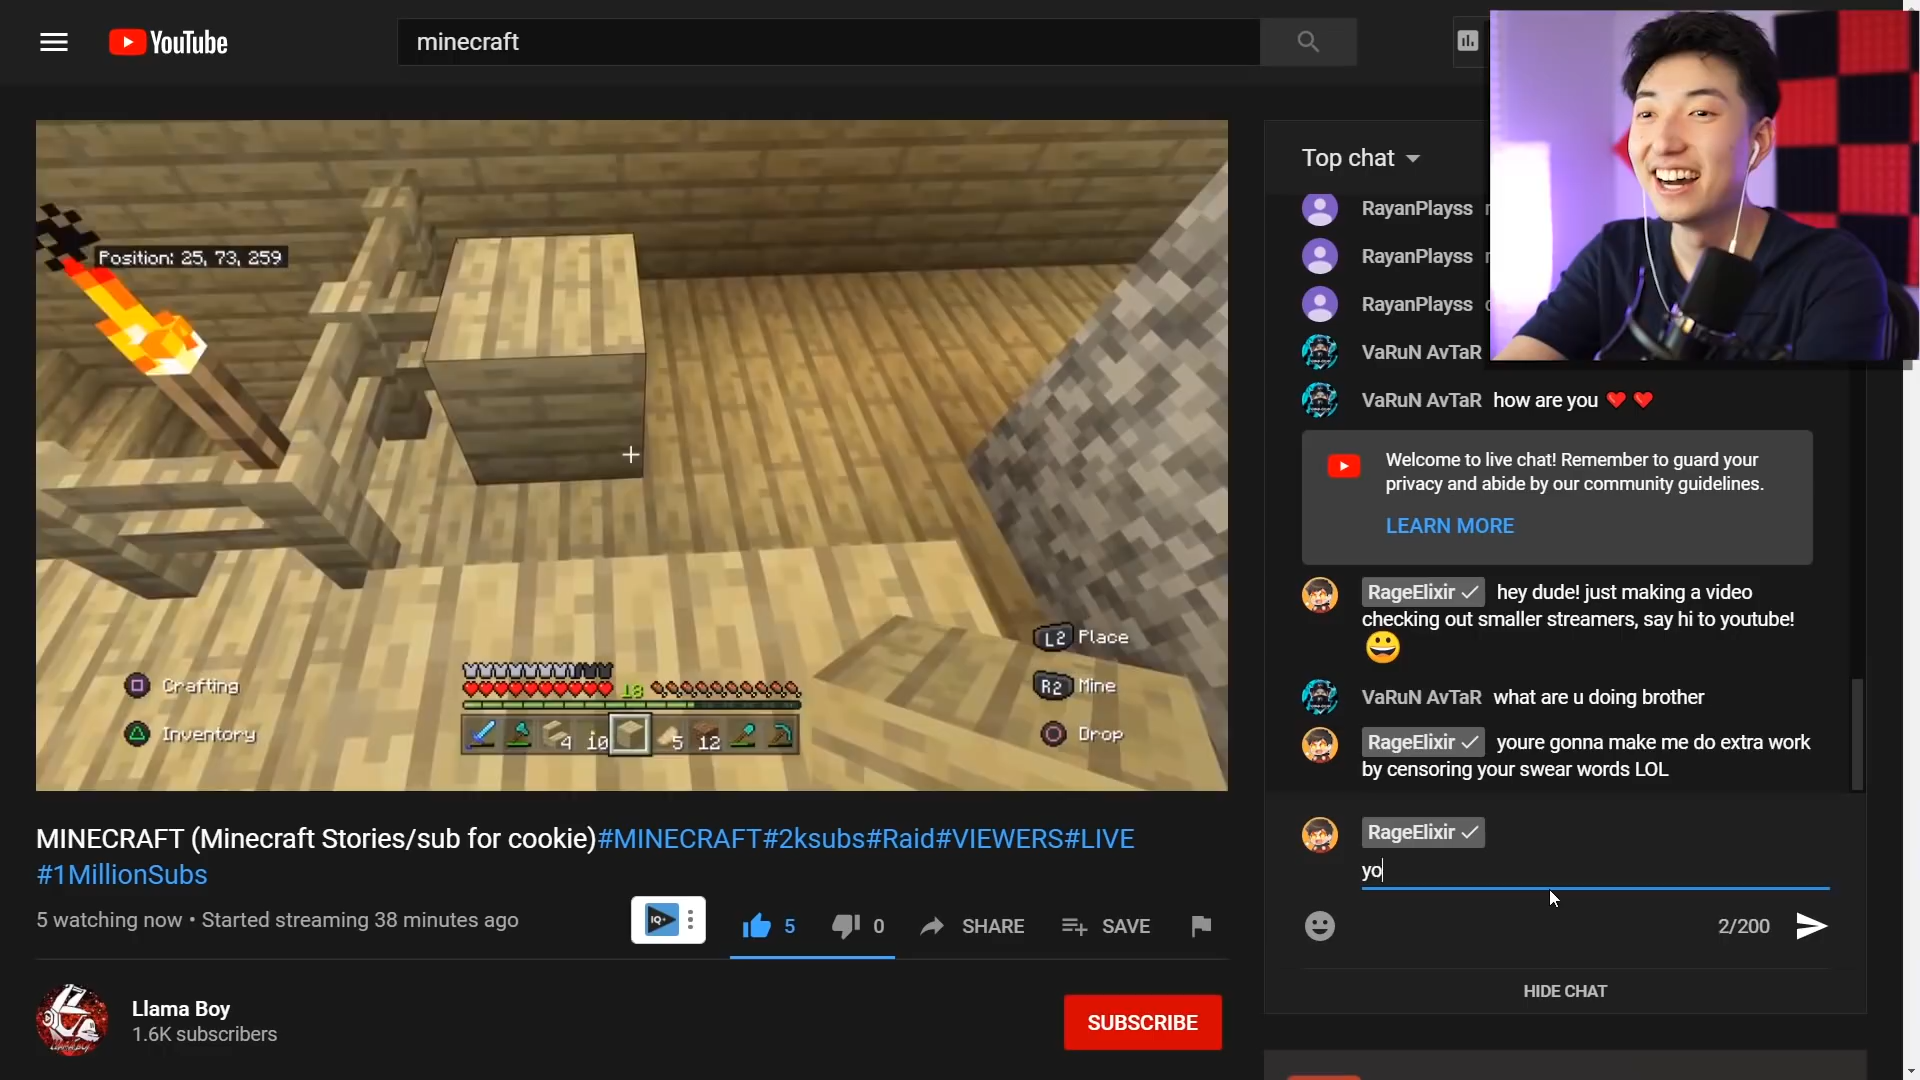 YouTube
minecraft
Position: 25, 73, 259
L2 Place
R2 Mine
Drop
Crafting
Inventory
18
4
10
5
12
MINECRAFT (Minecraft Stories/sub for cookie)#MINECRAFT#2ksubs#Raid#VIEWERS#LIVE
#1MillionSubs
5 watching now • Started streaming 38 minutes ago
IQ
5
0
SHARE
SAVE
Llama Boy
1.6K subscribers
SUBSCRIBE
Top chat
RayanPlayss
RayanPlayss
RayanPlayss
VaRuN AvTaR
VaRuN AvTaR how are you ❤️ ❤️
Welcome to live chat! Remember to guard your
privacy and abide by our community guidelines.
LEARN MORE
RageElixir ✓ hey dude! just making a video
checking out smaller streamers, say hi to youtube!
😀
VaRuN AvTaR what are u doing brother
RageElixir ✓ youre gonna make me do extra work
by censoring your swear words LOL
RageElixir ✓
yo
2/200
HIDE CHAT